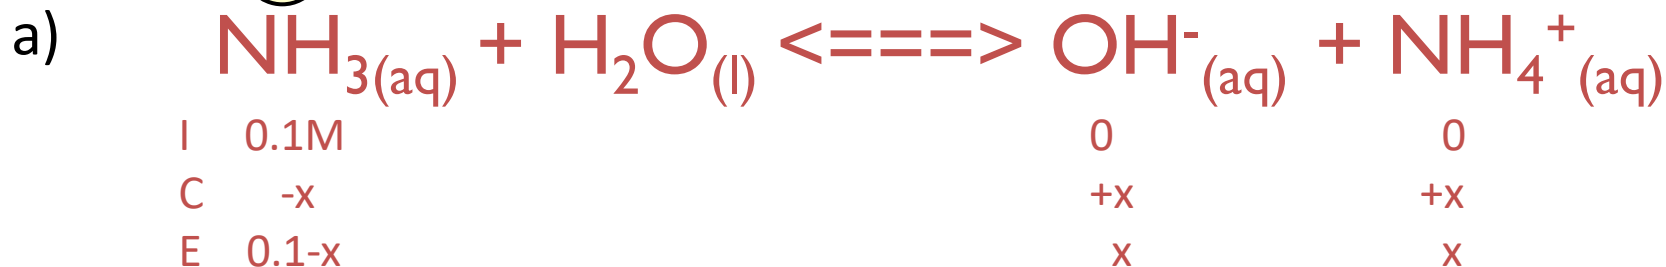 a) NH₃(aq) + H₂O(l) <===> OH⁻(aq) + NH₄⁺(aq)
I 0.1M 0 0
C -x +x +x
E 0.1-x x x